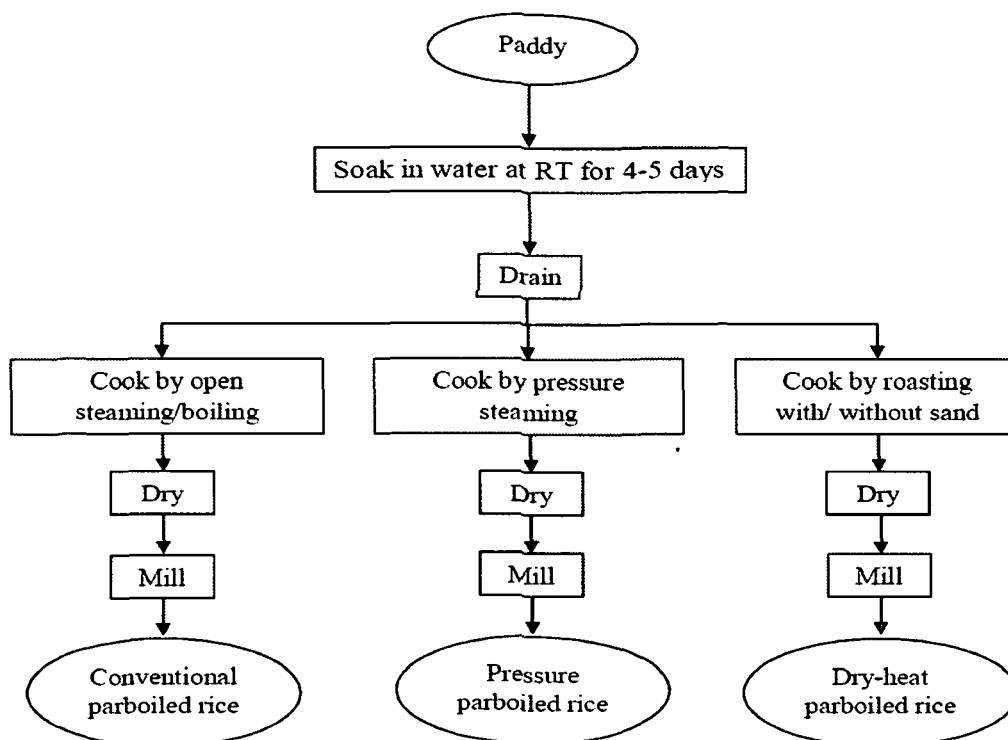 Paddy
Soak in water at RT for 4-5 days
Drain
Cook by open
steaming/boiling
Cook by pressure
steaming
Cook by roasting
with/ without sand
Dry
Dry
Dry
Mill
Mill
Mill
Conventional
parboiled rice
Pressure
parboiled rice
Dry-heat
parboiled rice